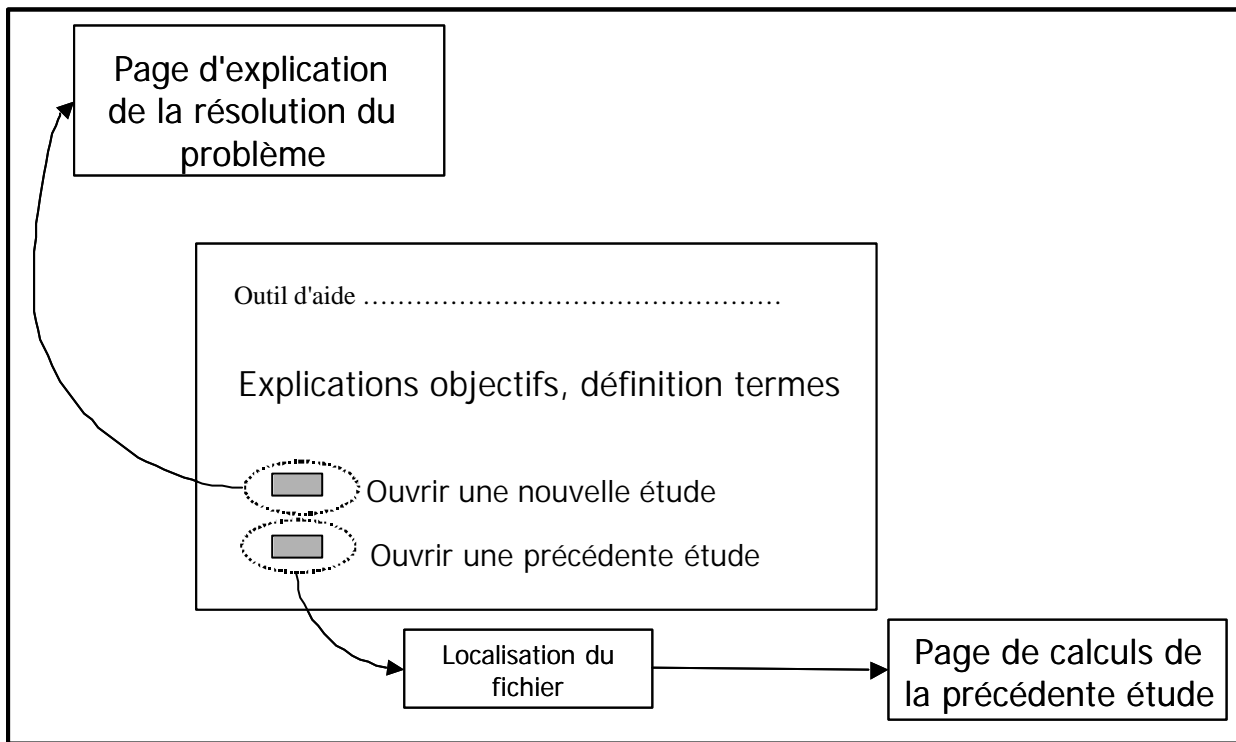 Page d'explication
de la résolution du
problème
Outil d'aide ……………………………………………
Explications objectifs, définition termes
Ouvrir une nouvelle étude
Ouvrir une précédente étude
Localisation du
fichier
Page de calculs de
la précédente étude